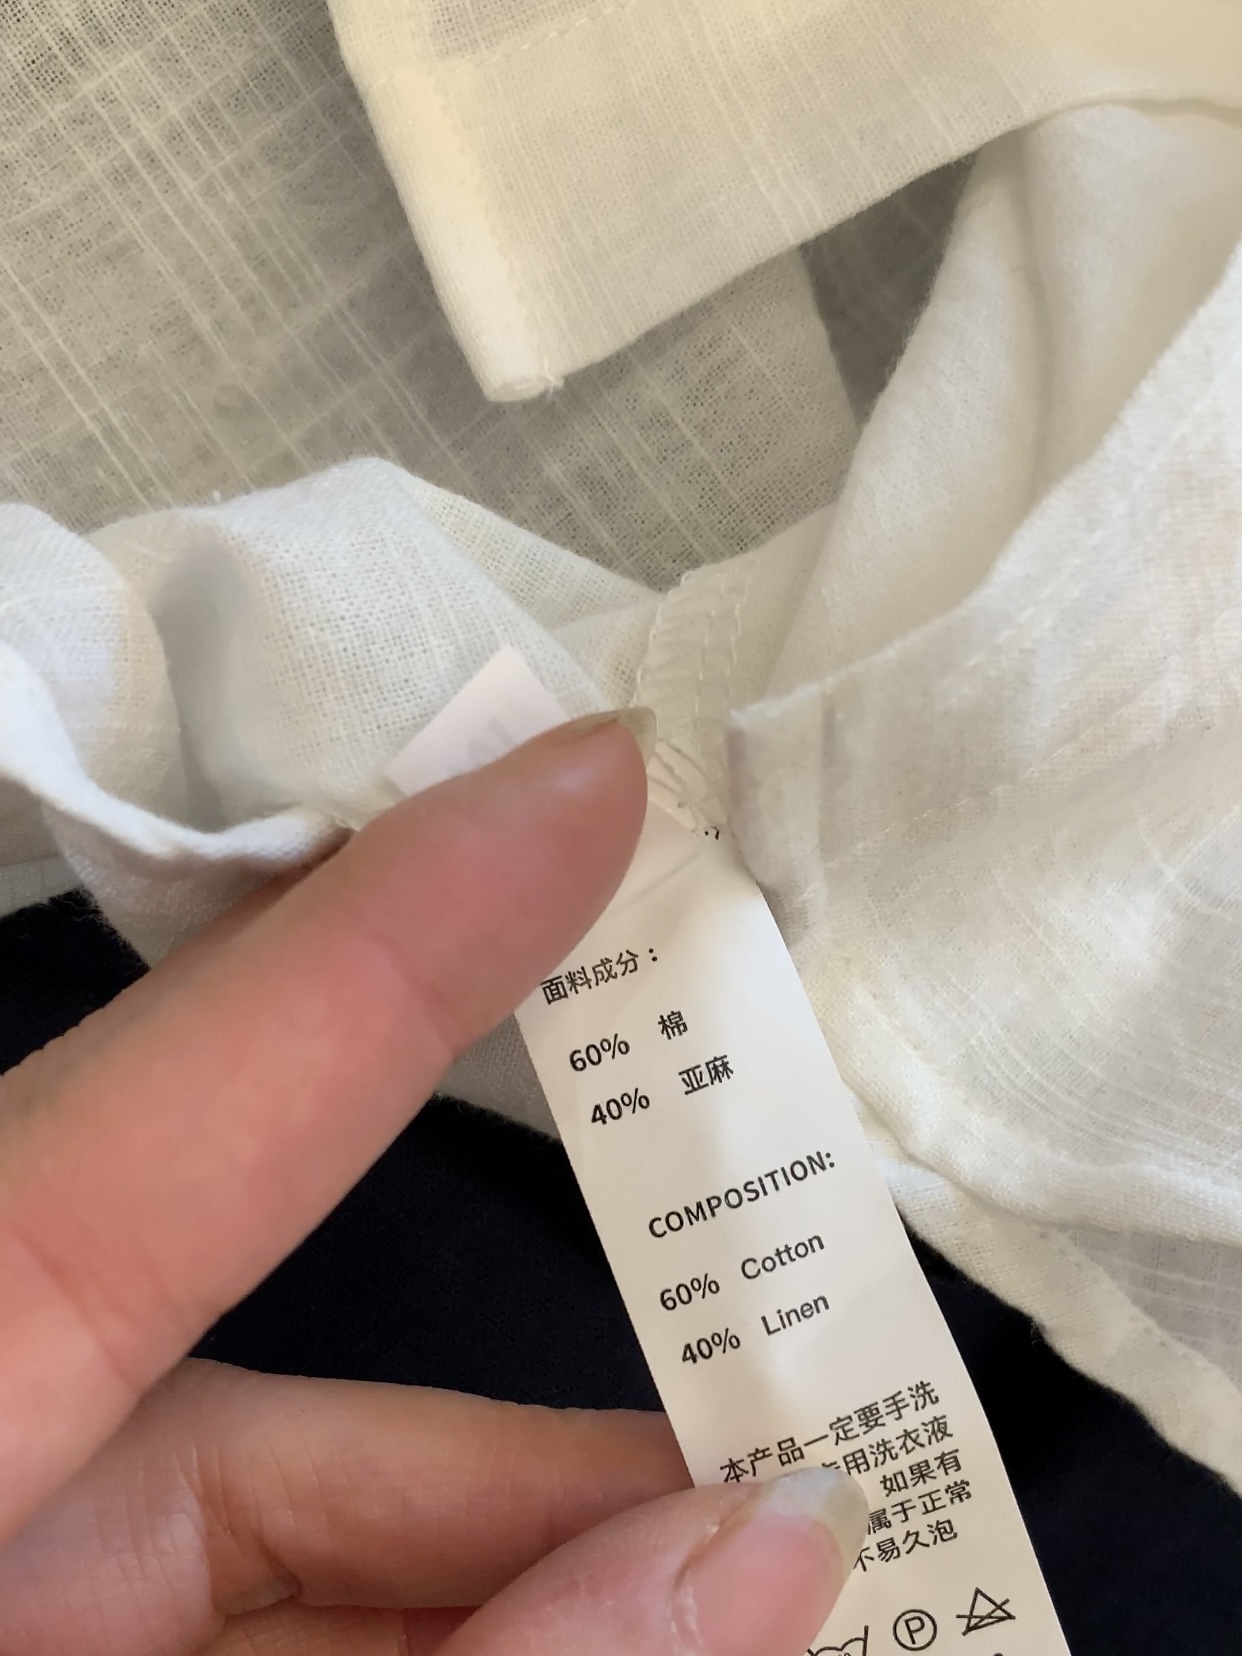 面料成分：
60% 棉
40% 亚麻
COMPOSITION:
60% Cotton
40% Linen
本产品一定要手洗
用洗衣液
如果有
属于正常
不易久泡
P